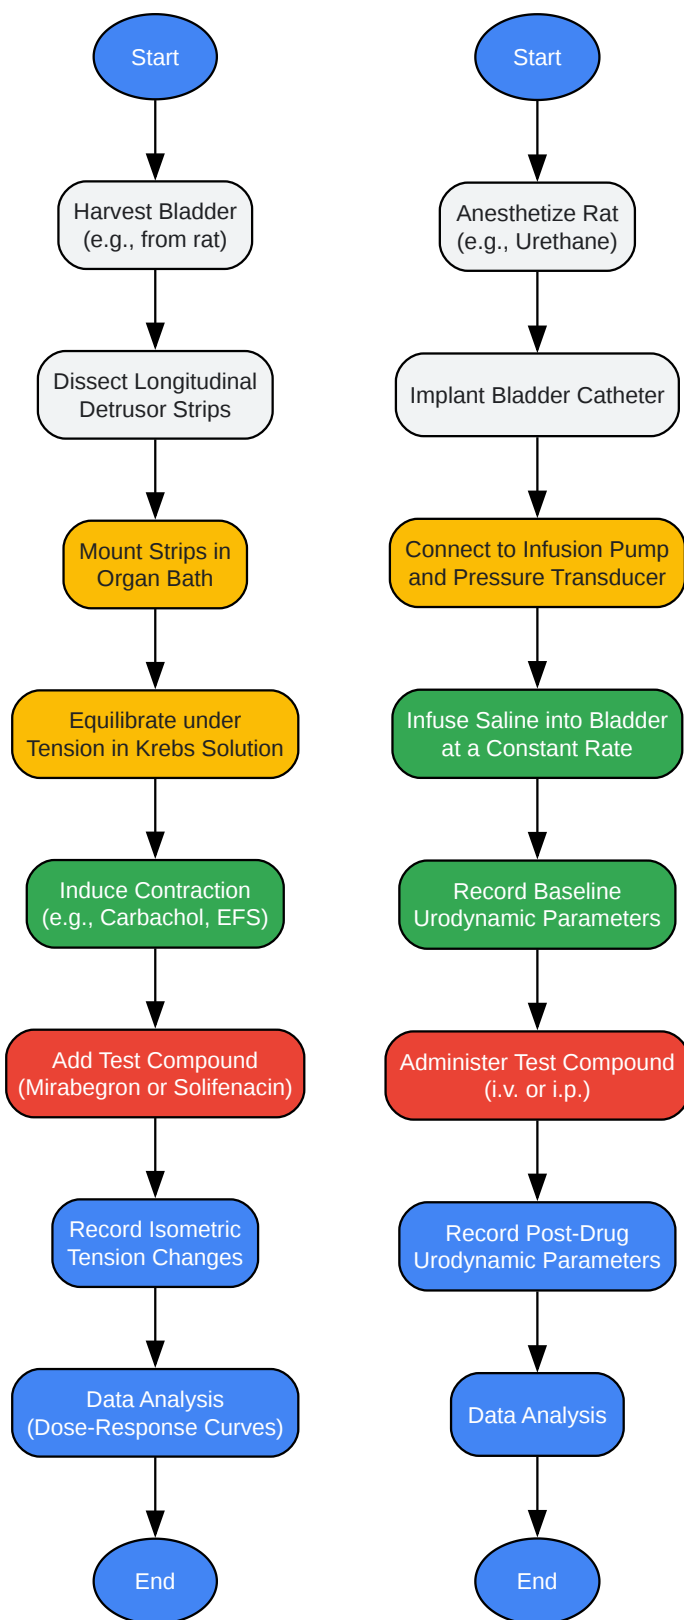 Start
Harvest Bladder
(e.g., from rat)
Dissect Longitudinal
Detrusor Strips
Mount Strips in
Organ Bath
Equilibrate under
Tension in Krebs Solution
Induce Contraction
(e.g., Carbachol, EFS)
Add Test Compound
(Mirabegron or Solifenacin)
Record Isometric
Tension Changes
Data Analysis
(Dose-Response Curves)
End
Start
Anesthetize Rat
(e.g., Urethane)
Implant Bladder Catheter
Connect to Infusion Pump
and Pressure Transducer
Infuse Saline into Bladder
at a Constant Rate
Record Baseline
Urodynamic Parameters
Administer Test Compound
(i.v. or i.p.)
Record Post-Drug
Urodynamic Parameters
Data Analysis
End